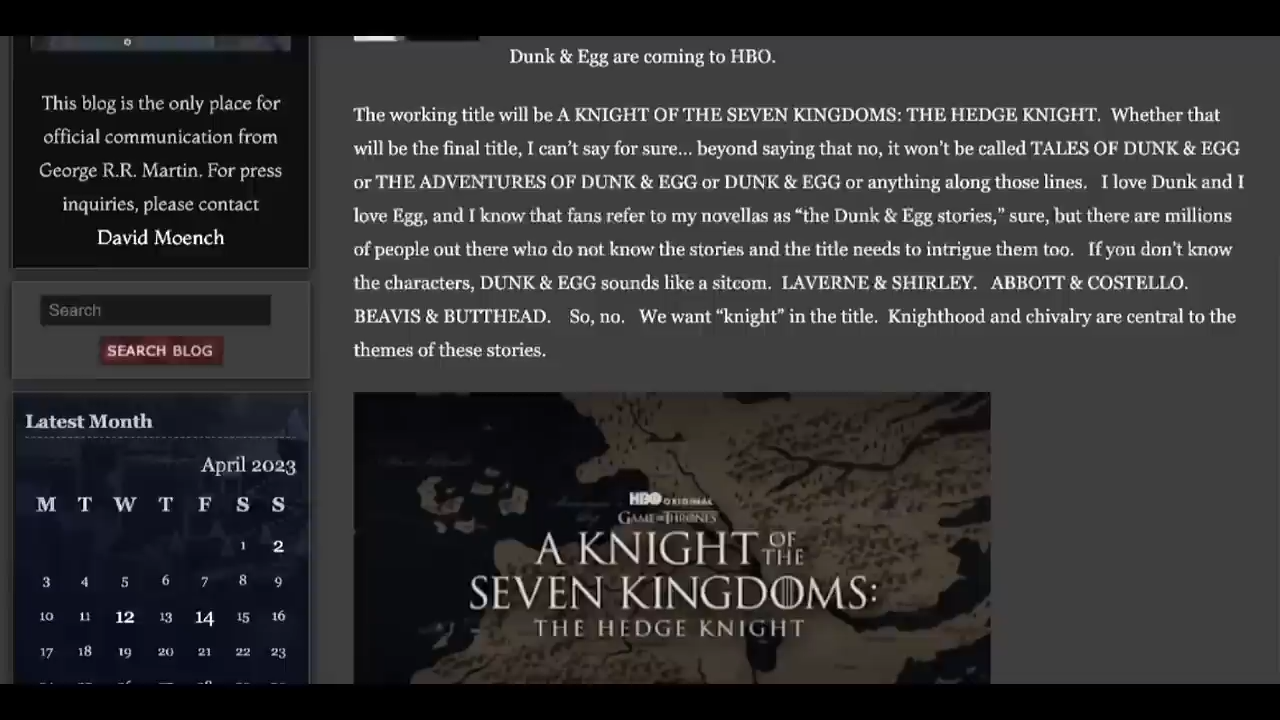 This blog is the only place for
official communication from
George R.R. Martin. For press
inquiries, please contact
David Moench
Search
SEARCH BLOG
Latest Month
April 2023
M T W T F S S
1 2
3 4 5 6 7 8 9
10 11 12 13 14 15 16
17 18 19 20 21 22 23
Dunk & Egg are coming to HBO.
The working title will be A KNIGHT OF THE SEVEN KINGDOMS: THE HEDGE KNIGHT. Whether that
will be the final title, I can't say for sure... beyond saying that no, it won't be called TALES OF DUNK & EGG
or THE ADVENTURES OF DUNK & EGG or DUNK & EGG or anything along those lines. I love Dunk and I
love Egg, and I know that fans refer to my novellas as “the Dunk & Egg stories,” sure, but there are millions
of people out there who do not know the stories and the title needs to intrigue them too. If you don't know
the characters, DUNK & EGG sounds like a sitcom. LAVERNE & SHIRLEY. ABBOTT & COSTELLO.
BEAVIS & BUTTHEAD. So, no. We want “knight” in the title. Knighthood and chivalry are central to the
themes of these stories.
HBO ORIGINAL
GAME OF THRONES
A KNIGHT OF THE
SEVEN KINGDOMS:
THE HEDGE KNIGHT